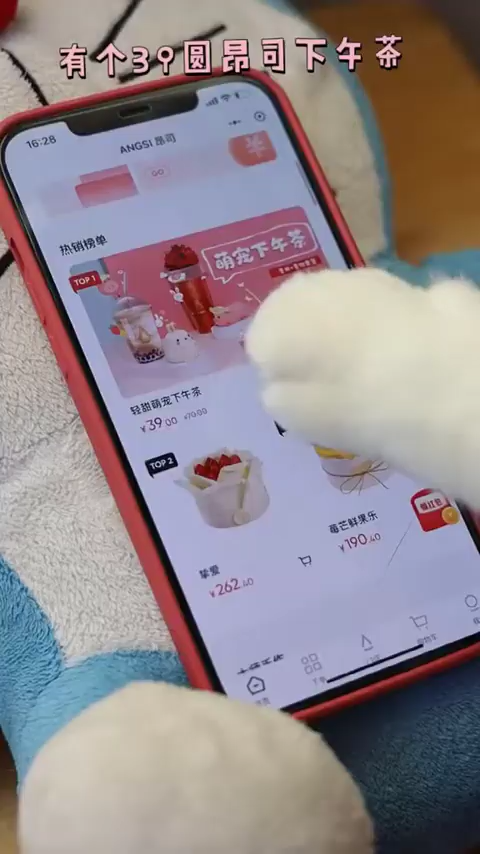 有个39圆昂司下午茶
16:28
ANGSI 昂司
GO
热销榜单
TOP 1
萌宠下午茶
轻甜萌宠下午茶
¥39.00 ¥70.00
TOP 2
挚爱
¥262.40
莓芒鲜果乐
¥190.40